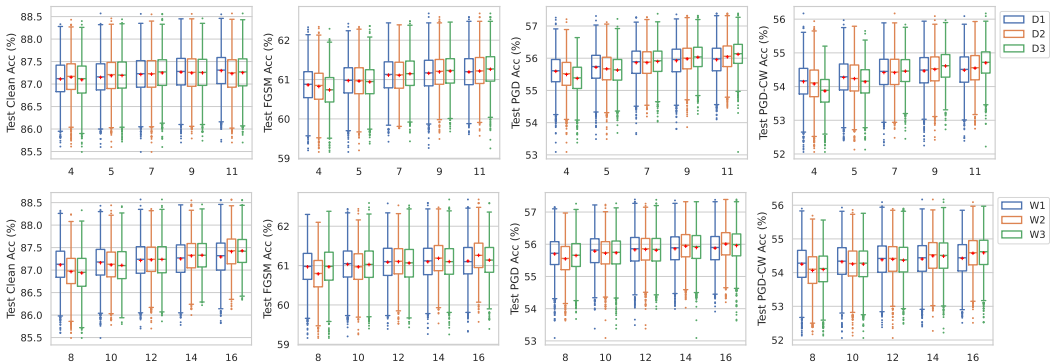 Test Clean Acc (%)
88.5
88.0
87.5
87.0
86.5
86.0
85.5
4 5 7 9 11
Test FGSM Acc (%)
62
61
60
59
4 5 7 9 11
Test PGD Acc (%)
57
56
55
54
53
4 5 7 9 11
Test PGD-CW Acc (%)
56
55
54
53
52
4 5 7 9 11
D1
D2
D3
Test Clean Acc (%)
88.5
88.0
87.5
87.0
86.5
86.0
85.5
8 10 12 14 16
Test FGSM Acc (%)
62
61
60
59
8 10 12 14 16
Test PGD Acc (%)
57
56
55
54
53
8 10 12 14 16
Test PGD-CW Acc (%)
56
55
54
53
52
8 10 12 14 16
W1
W2
W3